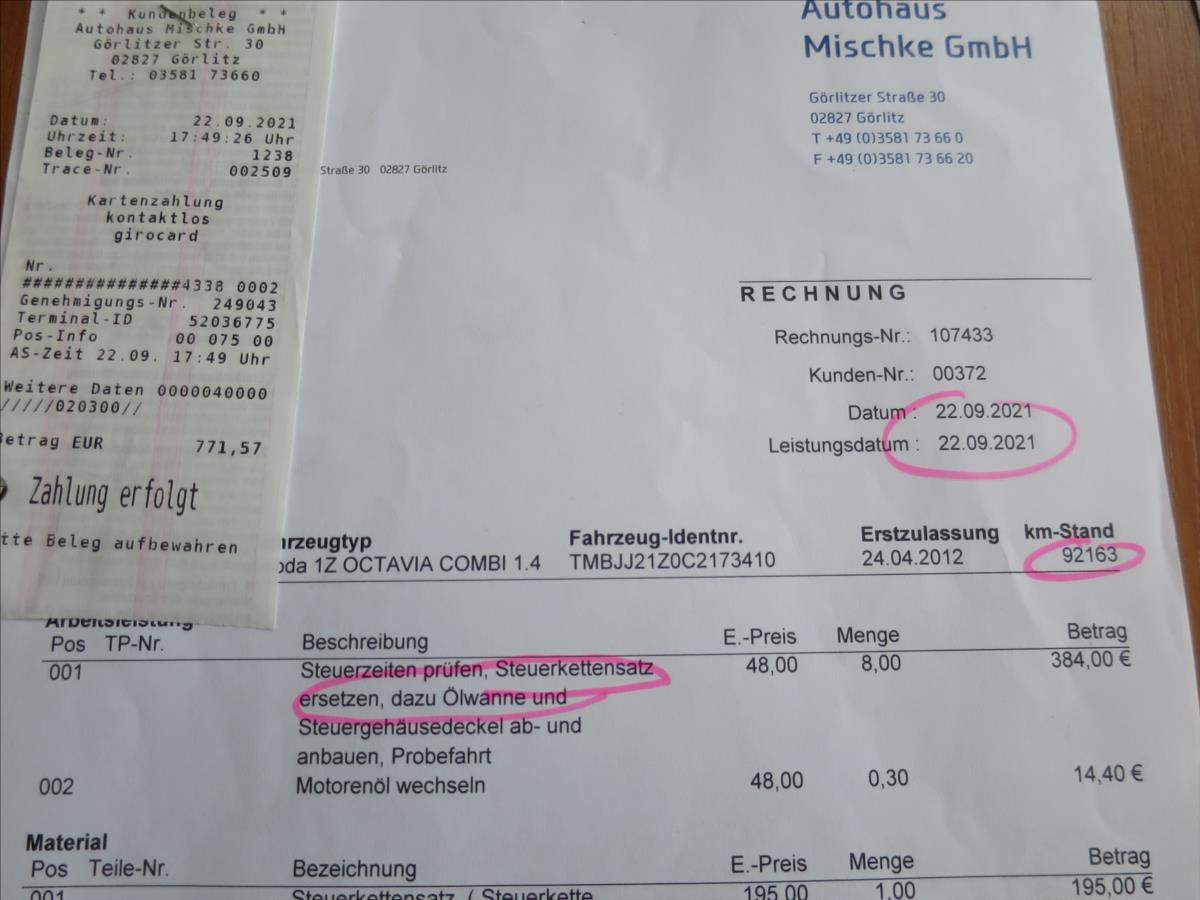 * * Kundenbeleg * *
Autohaus Mischke GmbH
Görlitzer Str. 30
02827 Görlitz
Tel.: 03581 73660
Datum: 22.09.2021
Uhrzeit: 17:49:26 Uhr
Beleg-Nr. 1238
Trace-Nr. 002509
Kartenzahlung
kontaktlos
girocard
Nr.
###############4338 0002
Genehmigungs-Nr. 249043
Terminal-ID 52036775
Pos-Info 00 075 00
AS-Zeit 22.09. 17:49 Uhr
Weitere Daten 0000040000
/////020300//
etrag EUR 771,57
Zahlung erfolgt
tte Beleg aufbewahren
Autohaus
Mischke GmbH
Görlitzer Straße 30
02827 Görlitz
T +49 (0)3581 73 66 0
F +49 (0)3581 73 66 20
Straße 30 02827 Görlitz
RECHNUNG
Rechnungs-Nr.: 107433
Kunden-Nr.: 00372
Datum : 22.09.2021
Leistungsdatum : 22.09.2021
rzeugtyp Fahrzeug-Identnr. Erstzulassung km-Stand
oda 1Z OCTAVIA COMBI 1.4 TMBJJ21Z0C2173410 24.04.2012 92163
Arbeitsleistung
Pos TP-Nr. Beschreibung E.-Preis Menge Betrag
001 Steuerzeiten prüfen, Steuerkettensatz 48,00 8,00 384,00 €
ersetzen, dazu Ölwanne und
Steuergehäusedeckel ab- und
anbauen, Probefahrt
002 Motorenöl wechseln 48,00 0,30 14,40 €
Material
Pos Teile-Nr. Bezeichnung E.-Preis Menge Betrag
001 Steuerkettensatz ( Steuerkette 195,00 1,00 195,00 €